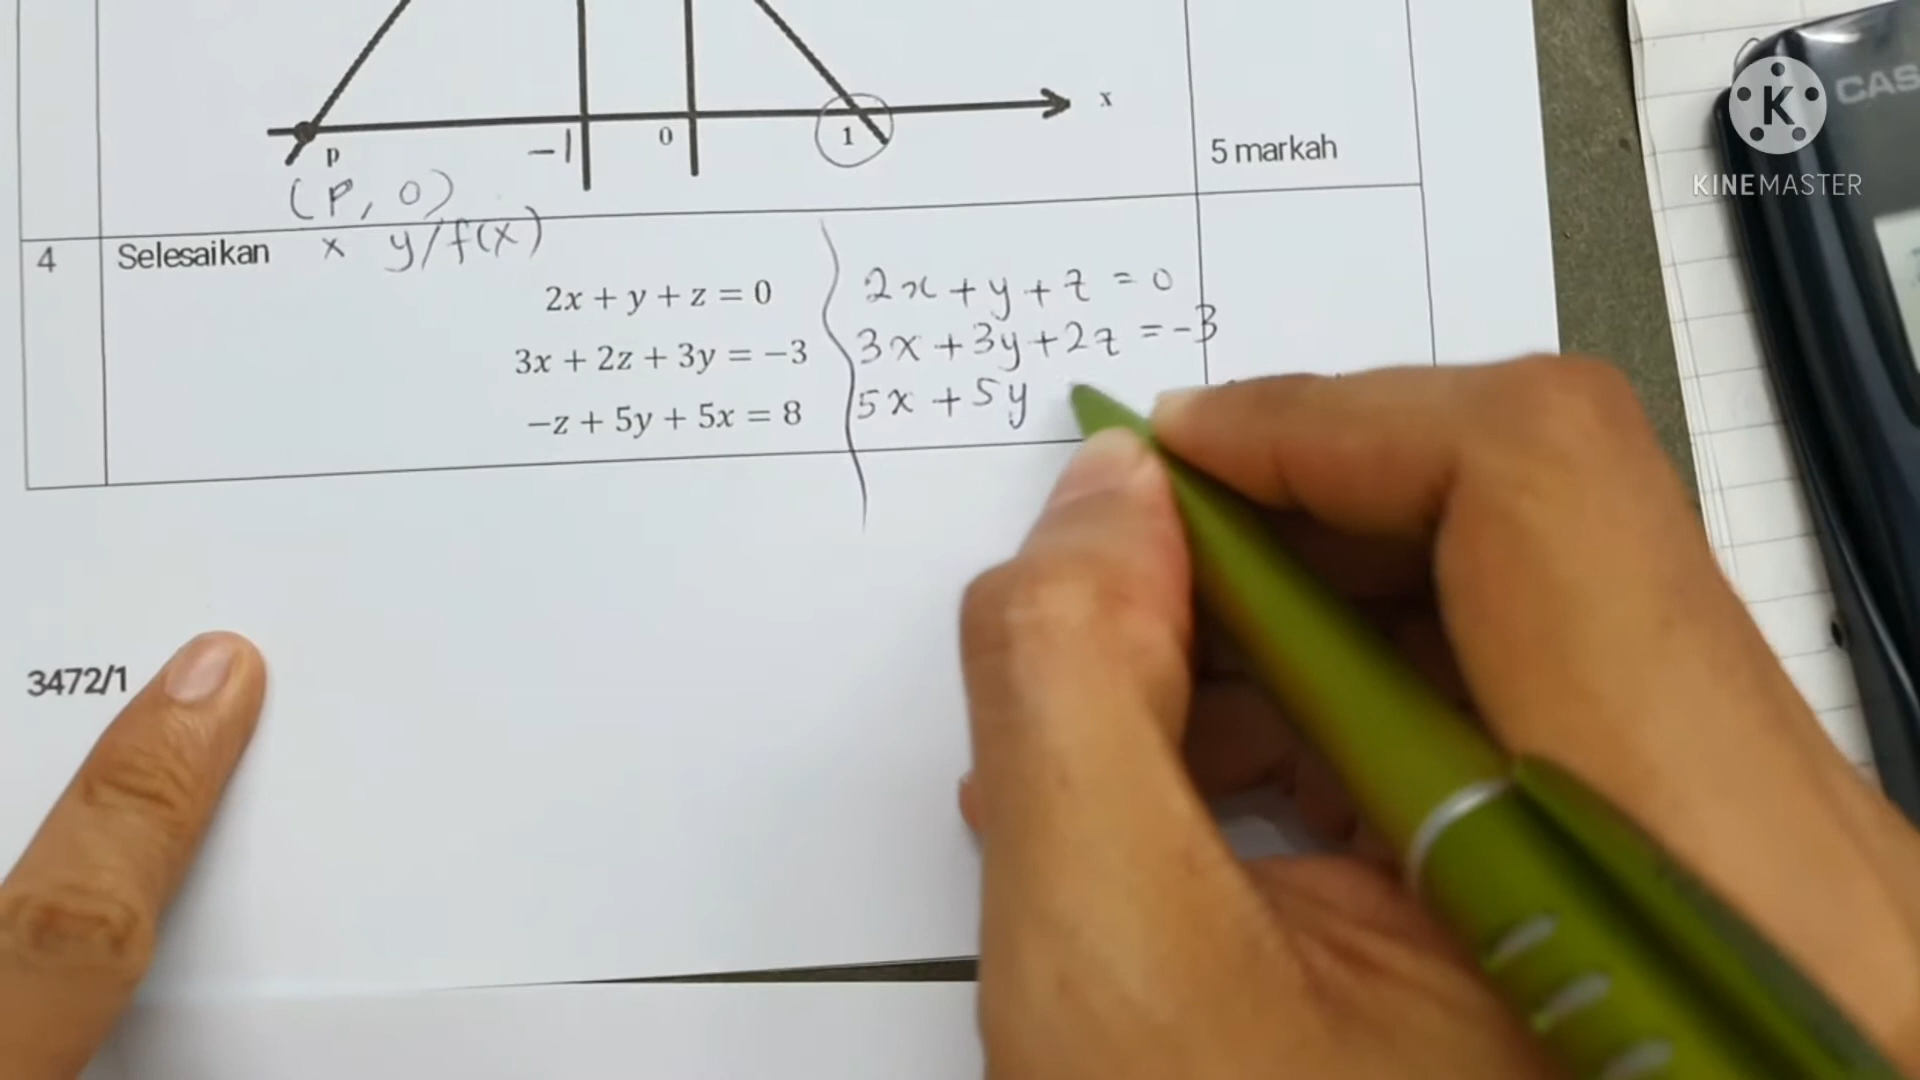 x
-1
0
1
p
5 markah
(P, 0)
x y/f(x)
4
Selesaikan
2x + y + z = 0
3x + 2z + 3y = −3
−z + 5y + 5x = 8
2x + y + z = 0
3x + 3y + 2z = -3
5x + 5y
3472/1
CAS
K
KINEMASTER